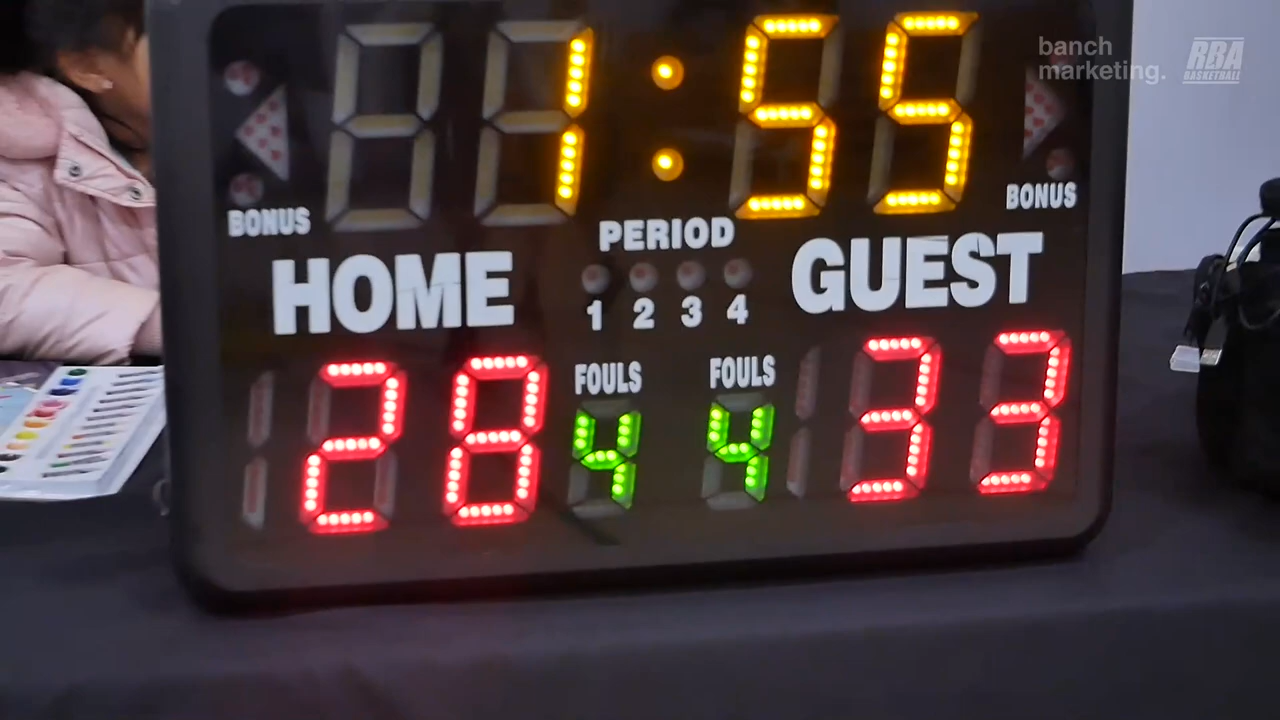 banch
marketing.
RBA
BASKETBALL
1:55
BONUS
BONUS
PERIOD
HOME
GUEST
1 2 3 4
FOULS
FOULS
28
4
4
33